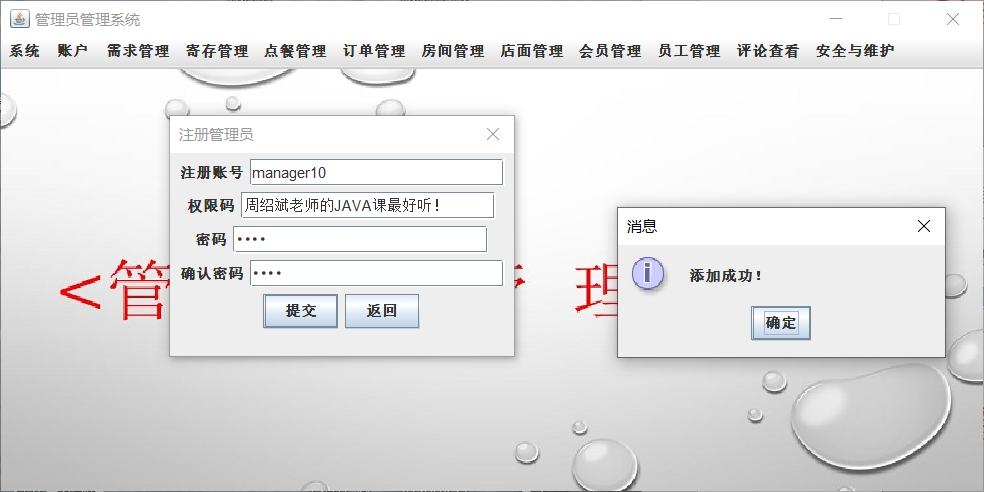 管理员管理系统
系统 账户 需求管理 寄存管理 点餐管理 订单管理 房间管理 店面管理 会员管理 员工管理 评论查看 安全与维护
注册管理员
注册账号 manager10
权限码 周绍斌老师的JAVA课最好听！
密码 ••••
确认密码 ••••
提交 返回
消息
添加成功！
确定
<管
理